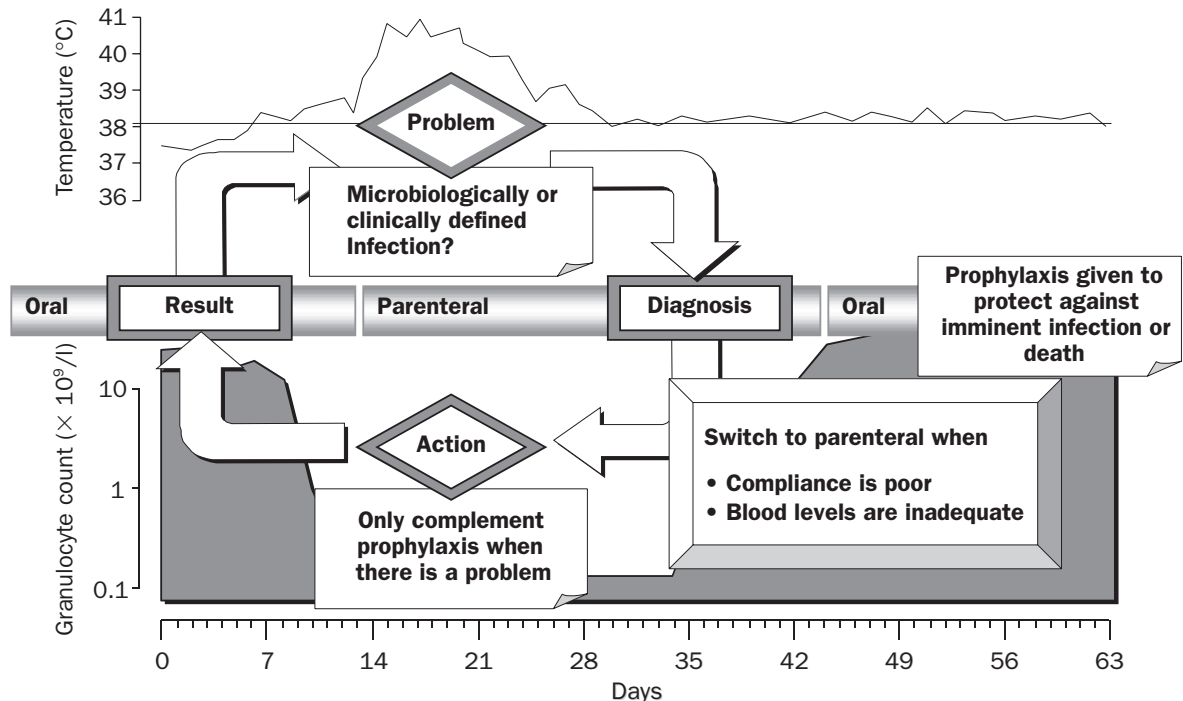 41
40
39
38
37
36
Temperature (°C)
Problem
Microbiologically or
clinically defined
Infection?
Oral
Result
Parenteral
Diagnosis
Oral
Prophylaxis given to
protect against
imminent infection or
death
Granulocyte count (× 10⁹/l)
10
1
0.1
Action
Only complement
prophylaxis when
there is a problem
Switch to parenteral when
• Compliance is poor
• Blood levels are inadequate
0 7 14 21 28 35 42 49 56 63
Days